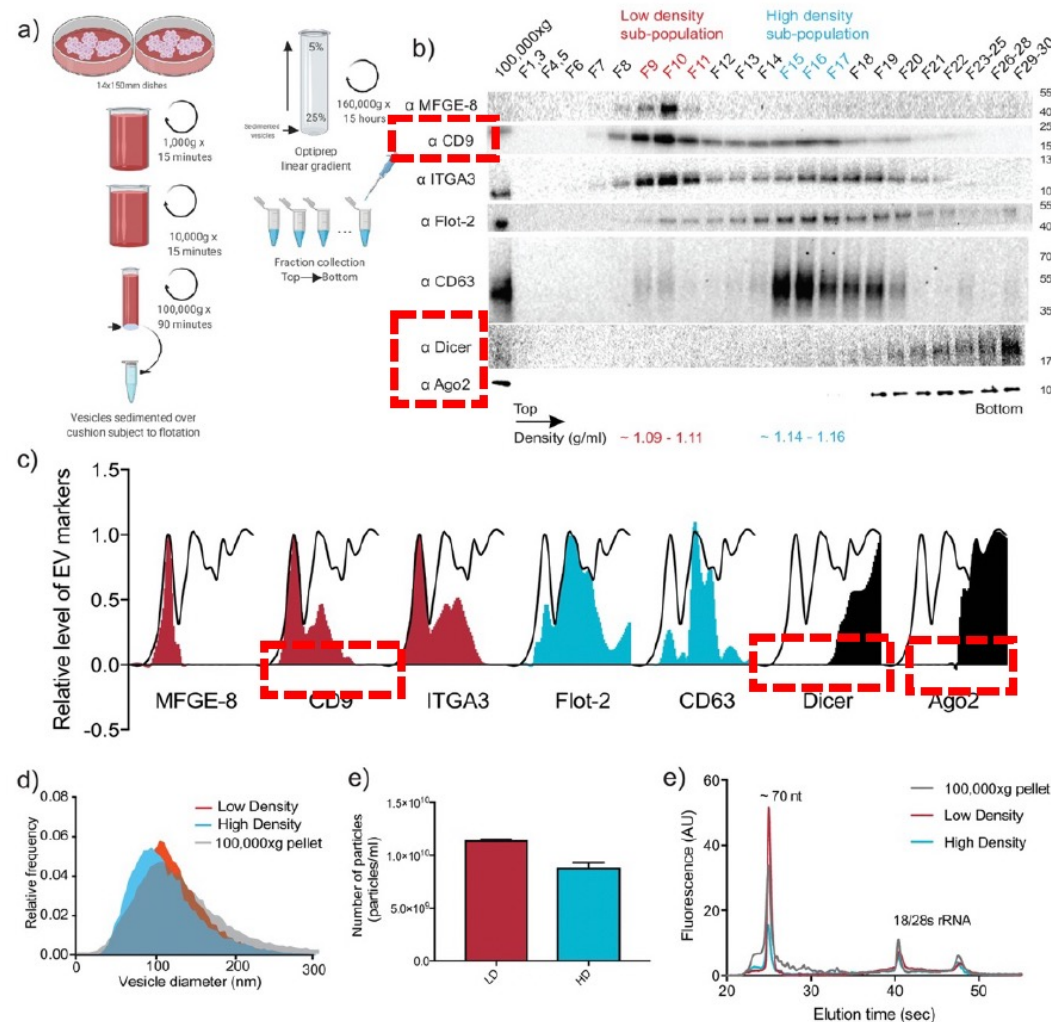 a)
14x150mm dishes
1,000g x
15 minutes
10,000g x
15 minutes
100,000g x
90 minutes
Vesicles sedimented over
cushion subject to flotation
5%
25%
Sedimented
vesicles
160,000g x
15 hours
Optiprep
linear gradient
Fraction collection
Top Bottom
b)
Low density
sub-population
High density
sub-population
100,000xg
F1,3
F4,5
F6
F7
F8
F9
F10
F11
F12
F13
F14
F15
F16
F17
F18
F19
F20
F21
F22
F23-25
F26-28
F29-30
α MFGE-8
α CD9
α ITGA3
α Flot-2
α CD63
α Dicer
α Ago2
55
40
25
15
55
40
70
55
35
Top
Bottom
Density (g/ml)
~ 1.09 - 1.11
~ 1.14 - 1.16
c)
Relative level of EV markers
1.5
1.0
0.5
0.0
-0.5
MFGE-8
CD9
ITGA3
Flot-2
CD63
Dicer
Ago2
d)
Relative frequency
0.08
0.06
0.04
0.02
0.00
100
200
300
Vesicle diameter (nm)
Low Density
High Density
100,000xg pellet
e)
Number of particles
(particles/ml)
1.5×10¹⁰
1.0×10¹⁰
5.0×10⁹
0.0
LD
HD
e)
Fluorescence (AU)
60
40
20
0
20
30
40
50
Elution time (sec)
~ 70 nt
18/28s rRNA
100,000xg pellet
Low Density
High Density